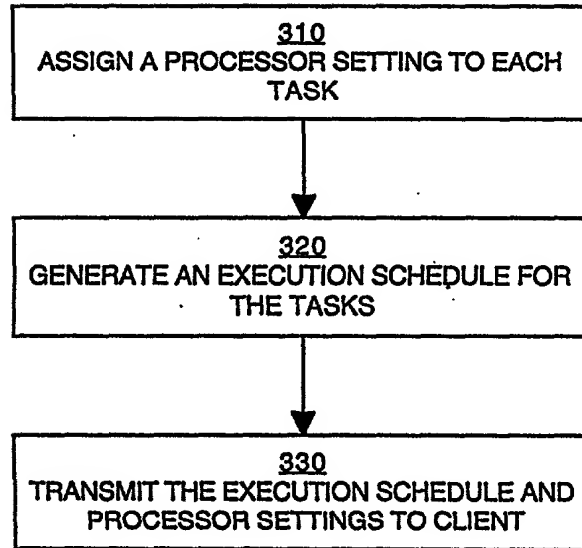 310
ASSIGN A PROCESSOR SETTING TO EACH
TASK
320
GENERATE AN EXECUTION SCHEDULE FOR
THE TASKS
330
TRANSMIT THE EXECUTION SCHEDULE AND
PROCESSOR SETTINGS TO CLIENT